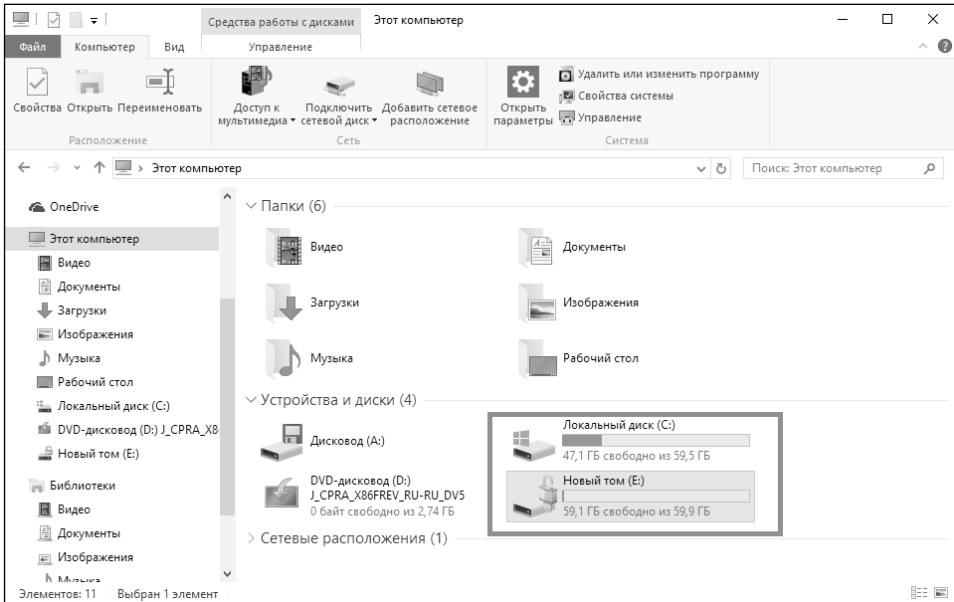 Средства работы с дисками
Этот компьютер
Файл
Компьютер
Вид
Управление
Свойства
Открыть
Переименовать
Расположение
Доступ к
мультимедиа
Подключить
сетевой диск
Добавить сетевое
расположение
Сеть
Открыть
параметры
Удалить или изменить программу
Свойства системы
Управление
Система
Этот компьютер
Поиск: Этот компьютер
OneDrive
Этот компьютер
Видео
Документы
Загрузки
Изображения
Музыка
Рабочий стол
Локальный диск (C:)
DVD-дисковод (D:) J_CPRA_X8
Новый том (E:)
Библиотеки
Видео
Документы
Изображения
Музыка
Папки (6)
Видео
Документы
Загрузки
Изображения
Музыка
Рабочий стол
Устройства и диски (4)
Дисковод (A:)
Локальный диск (C:)
47,1 ГБ свободно из 59,5 ГБ
DVD-дисковод (D:)
J_CPRA_X86FREV_RU-RU_DV5
0 байт свободно из 2,74 ГБ
Новый том (E:)
59,1 ГБ свободно из 59,9 ГБ
Сетевые расположения (1)
Элементов: 11
Выбран 1 элемент